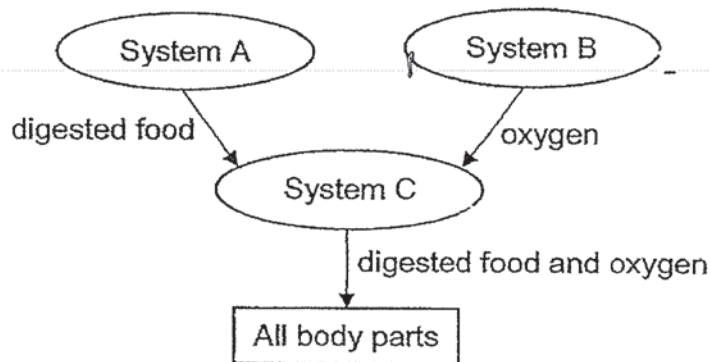 System A
System B
digested food
oxygen
System C
digested food and oxygen
All body parts